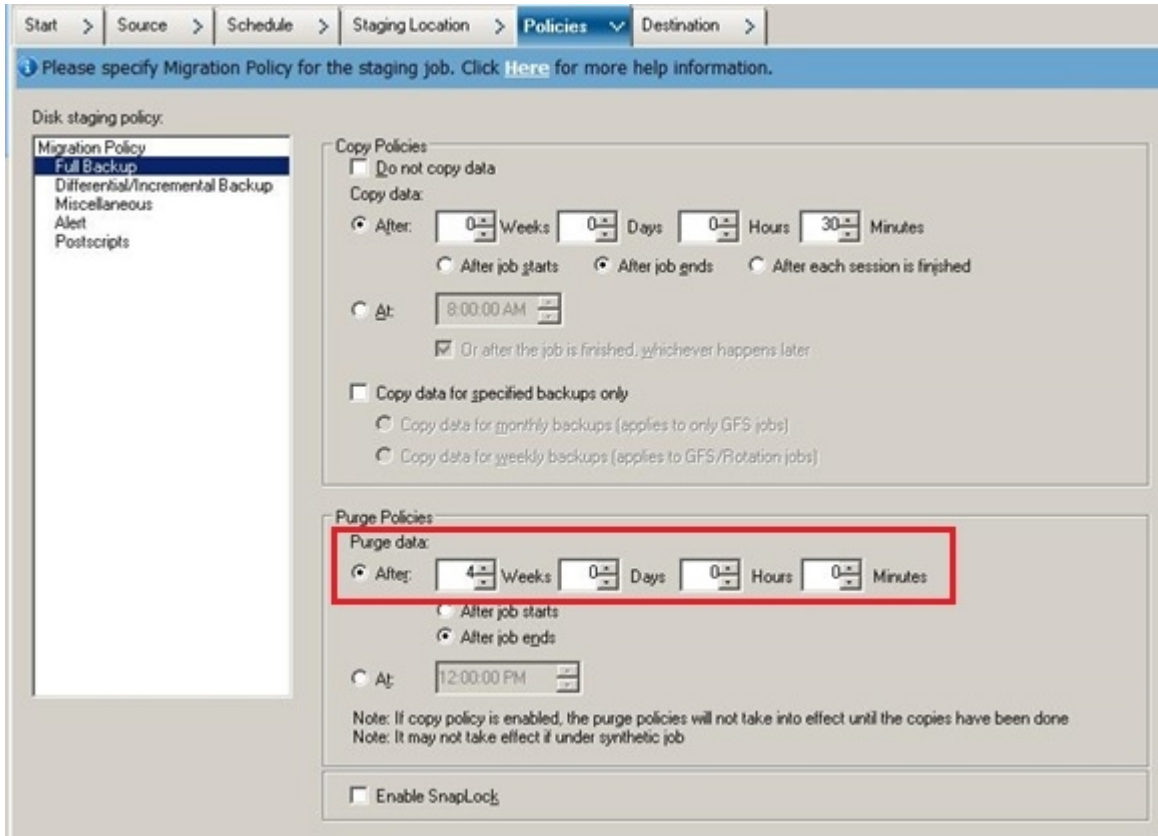 Start > Source > Schedule > Staging Location > Policies Destination >
Please specify Migration Policy for the staging job. Click Here for more help information.
Disk staging policy:
Migration Policy
Full Backup
Differential/Incremental Backup
Miscellaneous
Alert
Postscripts
Copy Policies
Do not copy data
Copy data:
After: 0 Weeks 0 Days 0 Hours 30 Minutes
After job starts After job ends After each session is finished
At: 8:00:00 AM
Or after the job is finished, whichever happens later
Copy data for specified backups only
Copy data for monthly backups (applies to only GFS jobs)
Copy data for weekly backups (applies to GFS/Rotation jobs)
Purge Policies
Purge data:
After: 4 Weeks 0 Days 0 Hours 0 Minutes
After job starts
After job ends
At: 12:00:00 PM
Note: If copy policy is enabled, the purge policies will not take into effect until the copies have been done
Note: It may not take effect if under synthetic job
Enable SnapLock